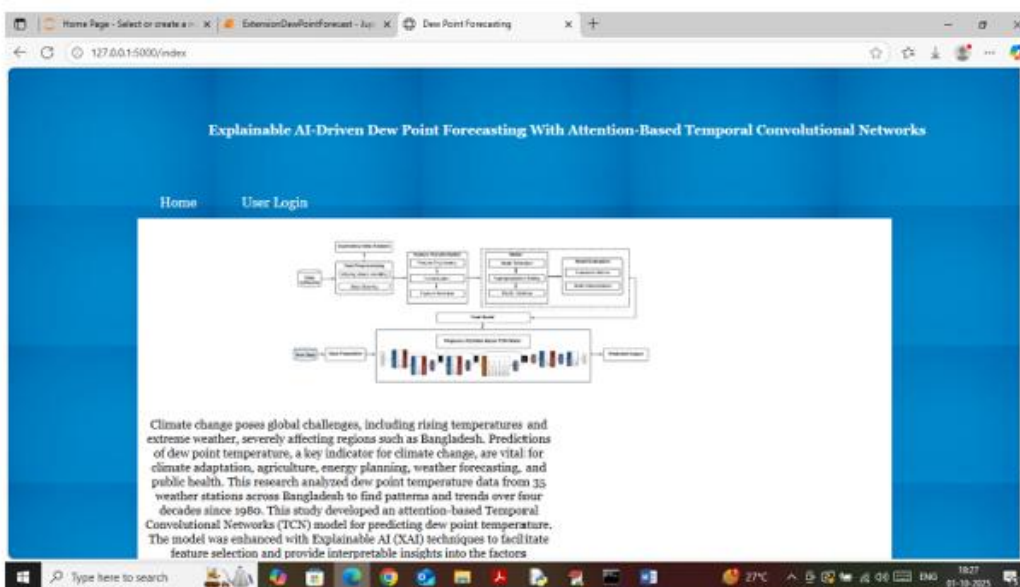 Home Page - Select or create a n
ExtensionDewPointForecast - Jup
Dew Point Forecasting
127.0.0.1:5000/index
Explainable AI-Driven Dew Point Forecasting With Attention-Based Temporal Convolutional Networks
Home User Login
Final Model
Climate change poses global challenges, including rising temperatures and
extreme weather, severely affecting regions such as Bangladesh. Predictions
of dew point temperature, a key indicator for climate change, are vital for
climate adaptation, agriculture, energy planning, weather forecasting, and
public health. This research analyzed dew point temperature data from 35
weather stations across Bangladesh to find patterns and trends over four
decades since 1980. This study developed an attention-based Temporal
Convolutional Networks (TCN) model for predicting dew point temperature.
The model was enhanced with Explainable AI (XAI) techniques to facilitate
feature selection and provide interpretable insights into the factors
Type here to search
27°C
ENG
18:27
01-10-2025